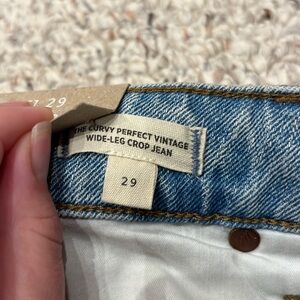 29
THE CURVY PERFECT VINTAGE
WIDE-LEG CROP JEAN
29